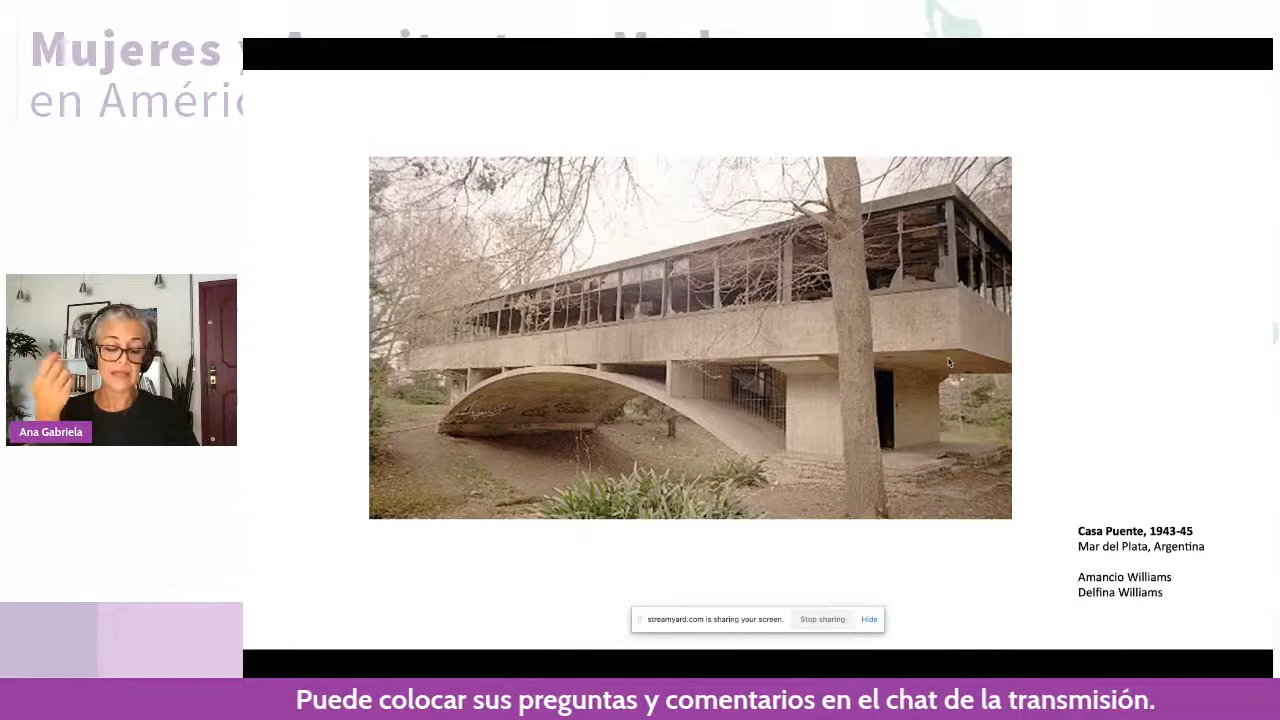 Mujeres y
en Améric
Ana Gabriela
Casa Puente, 1943-45
Mar del Plata, Argentina
Amancio Williams
Delfina Williams
streamyard.com is sharing your screen.
Stop sharing
Hide
Puede colocar sus preguntas y comentarios en el chat de la transmisión.